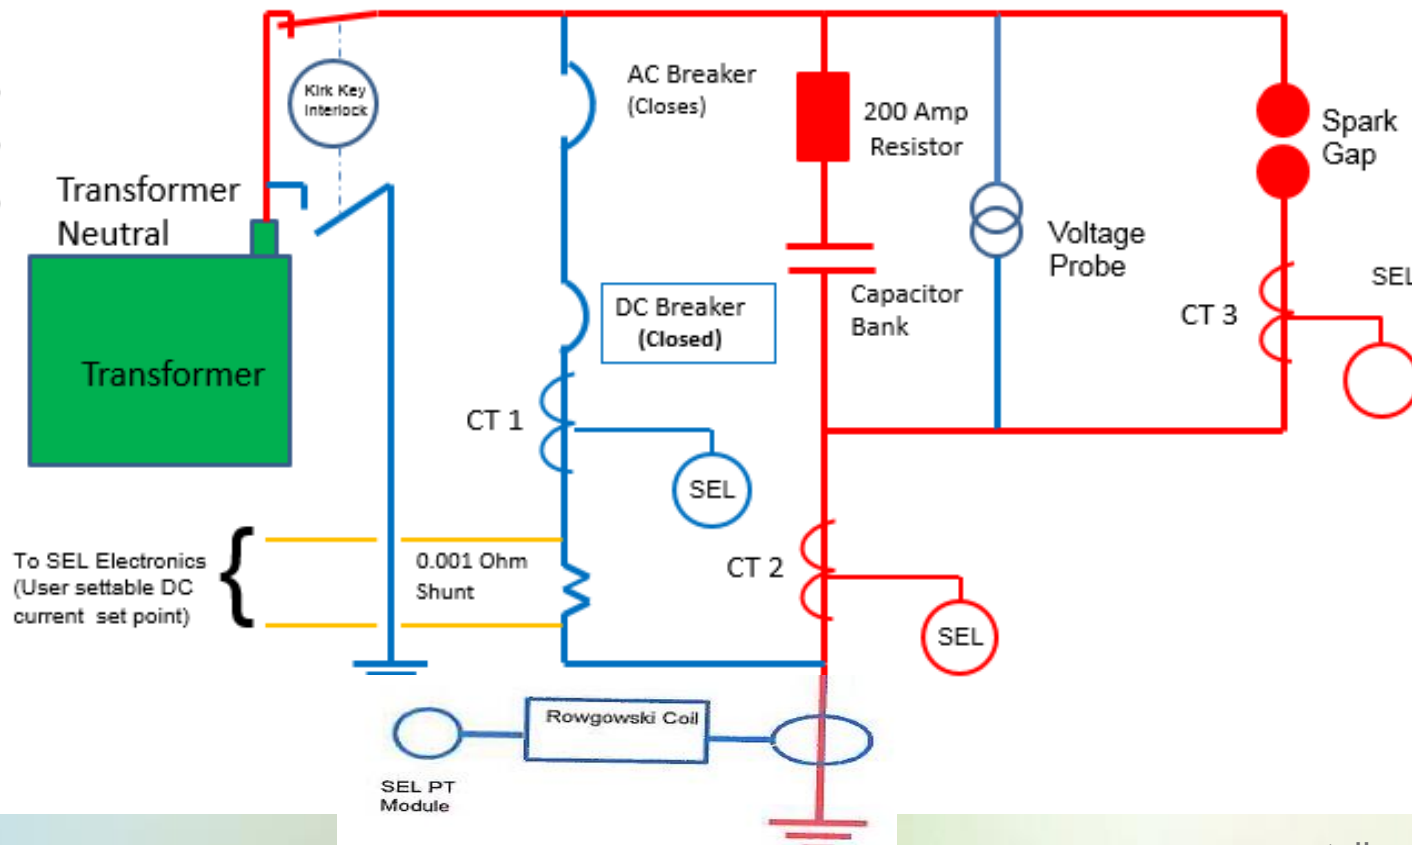 Kirk Key
Interlock
AC Breaker
(Closes)
200 Amp
Resistor
Spark
Gap
Transformer
Neutral
Voltage
Probe
SEL
DC Breaker
(Closed)
Capacitor
Bank
CT 3
Transformer
CT 1
SEL
To SEL Electronics
(User settable DC
current set point)
0.001 Ohm
Shunt
CT 2
SEL
Rowgowski Coil
SEL PT
Module